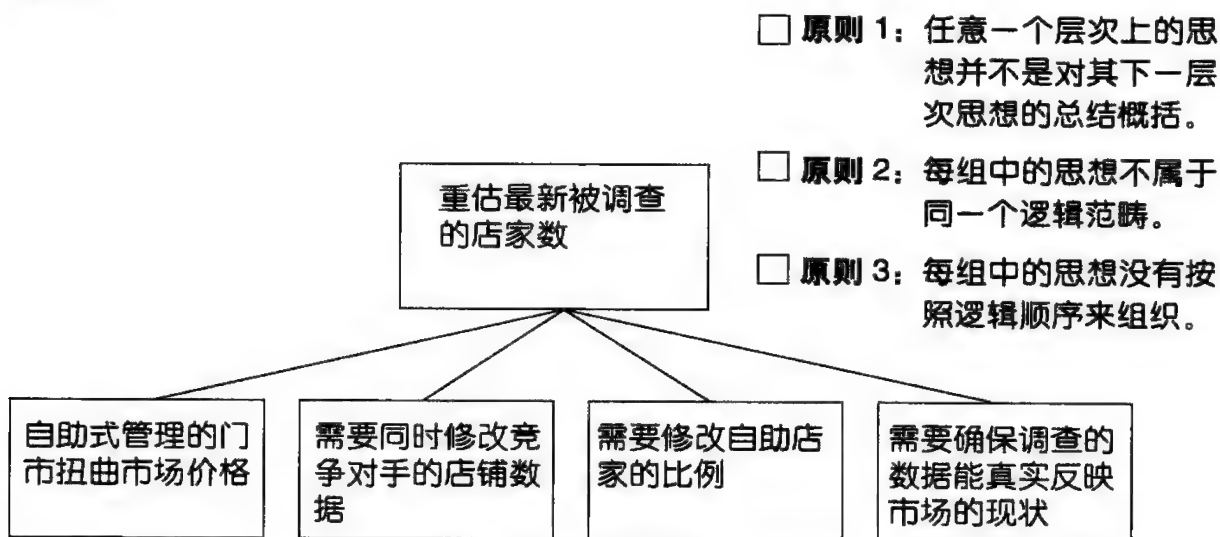 原则 1：任意一个层次上的思
想并不是对其下一层
次思想的总结概括。
原则 2：每组中的思想不属于
同一个逻辑范畴。
原则 3：每组中的思想没有按
照逻辑顺序来组织。
重估最新被调查
的店家数
自助式管理的门
市扭曲市场价格
需要同时修改竞
争对手的店铺数
据
需要修改自助店
家的比例
需要确保调查的
数据能真实反映
市场的现状